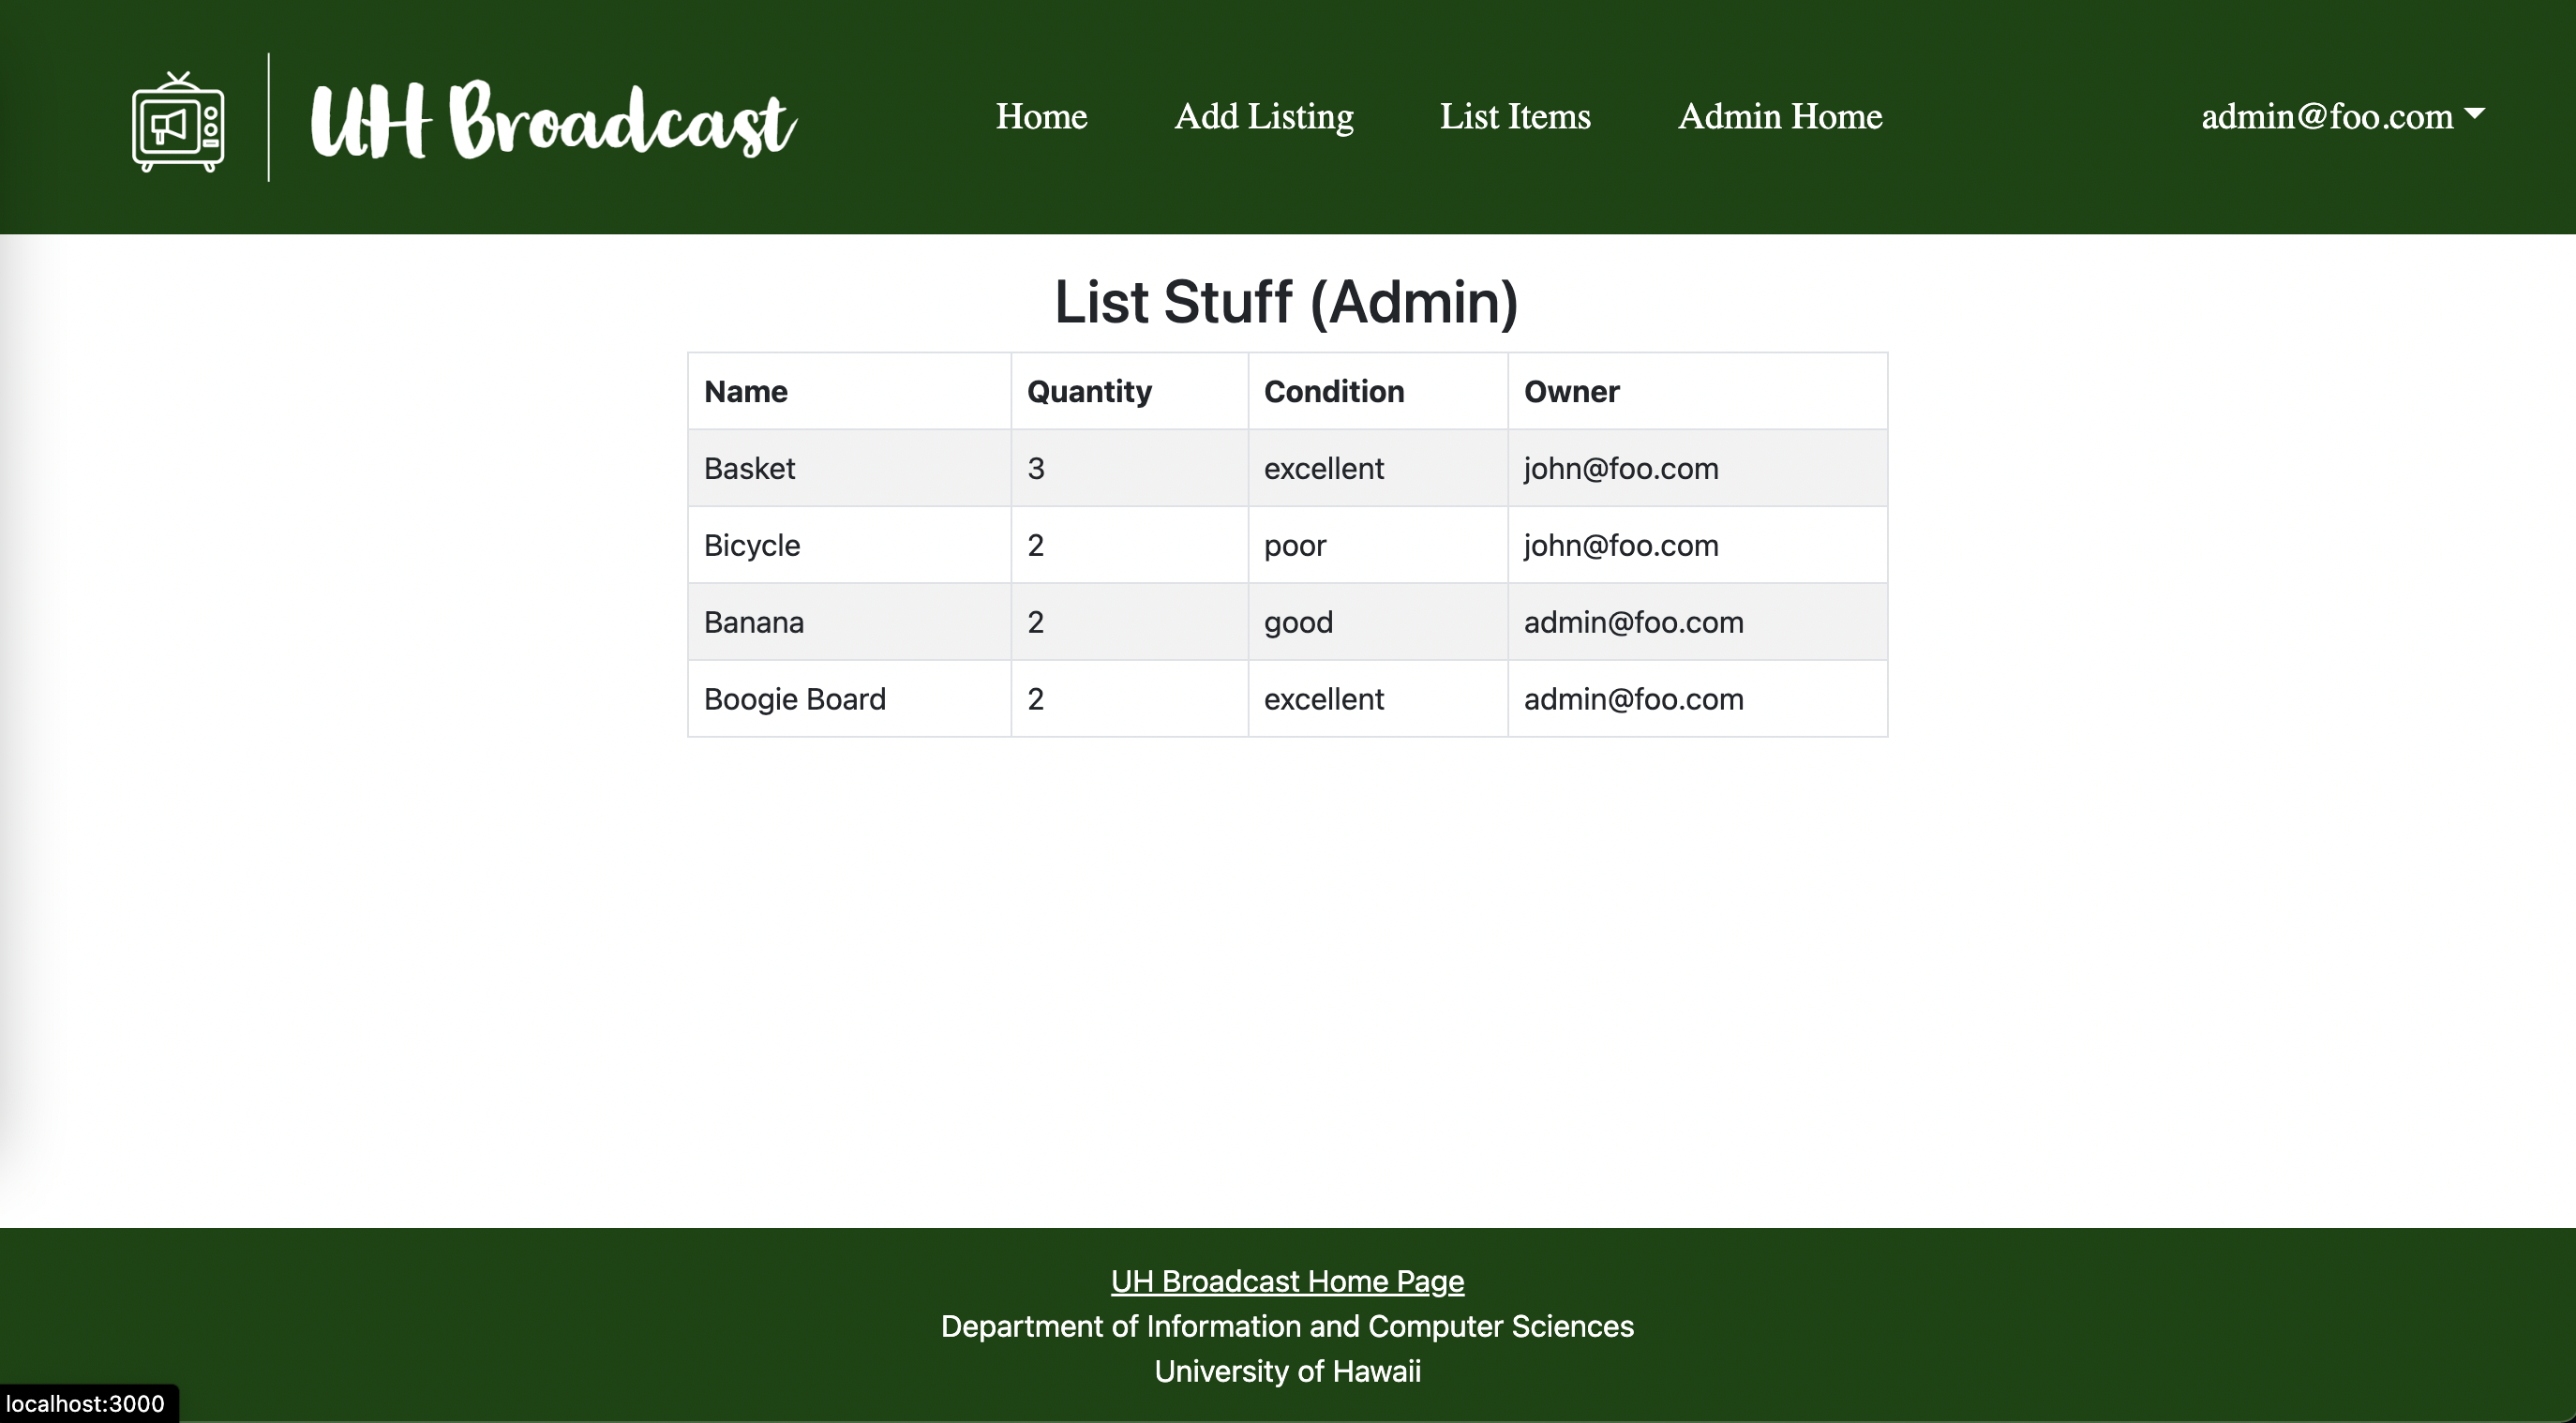 UH Broadcast
Home Add Listing List Items Admin Home admin@foo.com
List Stuff (Admin)
Name Quantity Condition Owner
Basket 3 excellent john@foo.com
Bicycle 2 poor john@foo.com
Banana 2 good admin@foo.com
Boogie Board 2 excellent admin@foo.com
UH Broadcast Home Page
Department of Information and Computer Sciences
University of Hawaii
localhost:3000